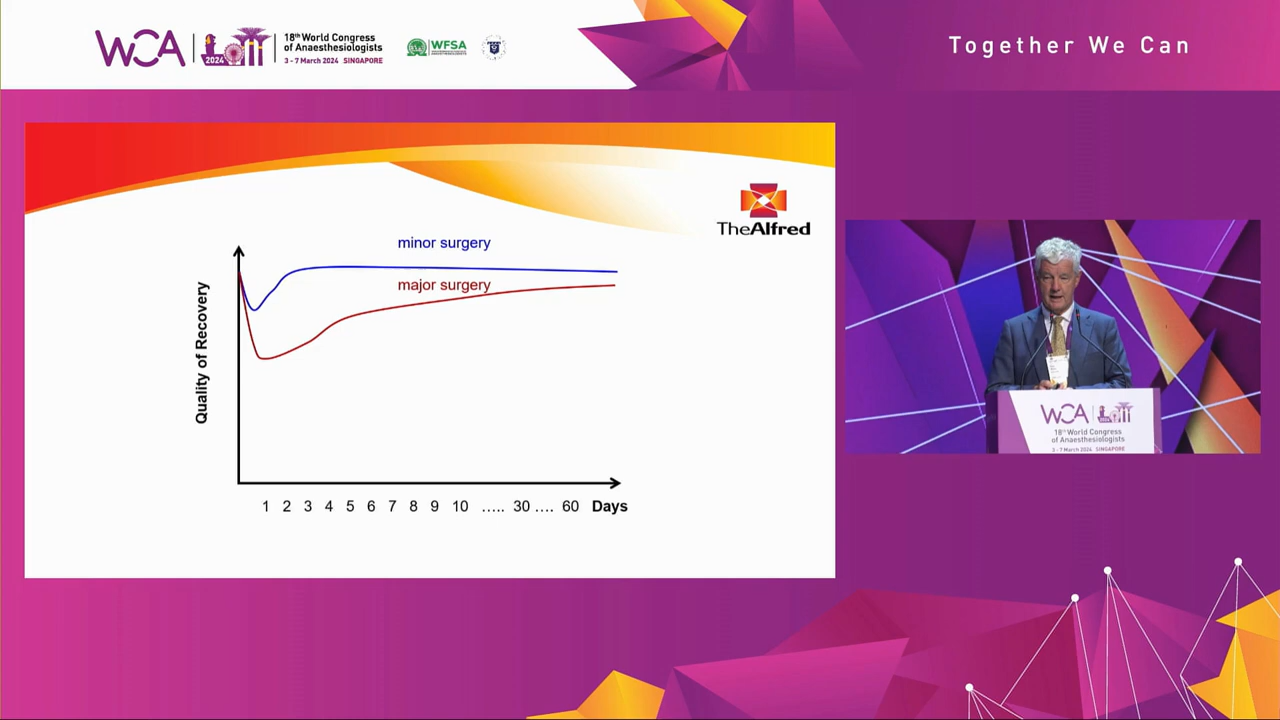 WCA
2024
18th World Congress
of Anaesthesiologists
3 - 7 March 2024 SINGAPORE
WFSA
Together We Can
TheAlfred
minor surgery
major surgery
Quality of Recovery
1 2 3 4 5 6 7 8 9 10 ..... 30 .... 60 Days
WCA
18th World Congress
of Anaesthesiologists
3 - 7 March 2024 SINGAPORE